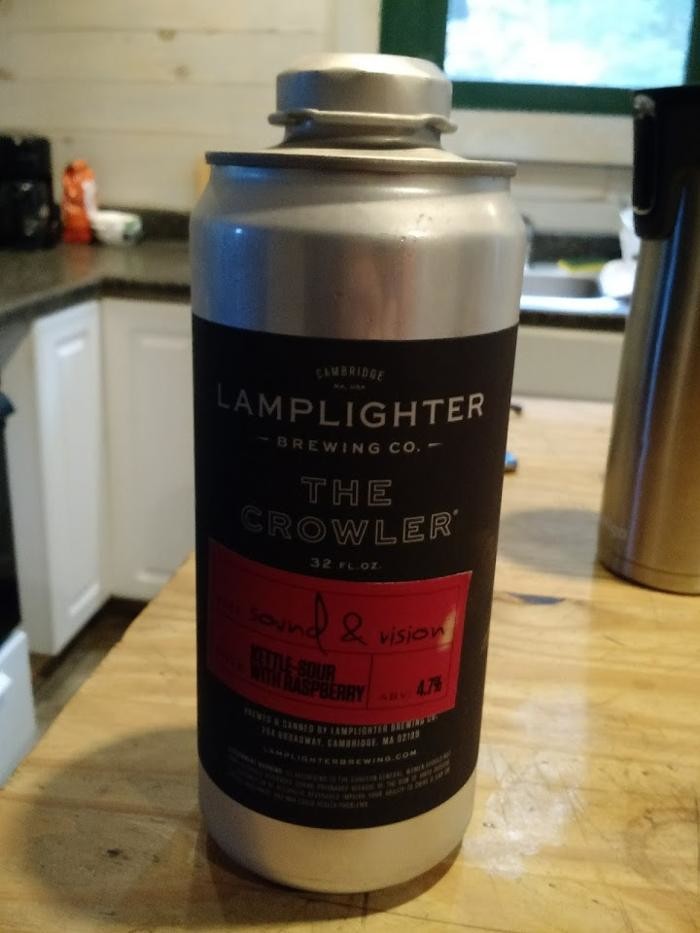 CAMBRIDGE
MA, USA
LAMPLIGHTER
BREWING CO.
THE
CROWLER®
32 FL.OZ.
sound & vision
KETTLE-SOUR
WITH RASPBERRY
ABV: 4.7%
BREWED & CANNED BY LAMPLIGHTER BREWING CO.
284 BROADWAY, CAMBRIDGE, MA 02139
LAMPLIGHTERBREWING.COM